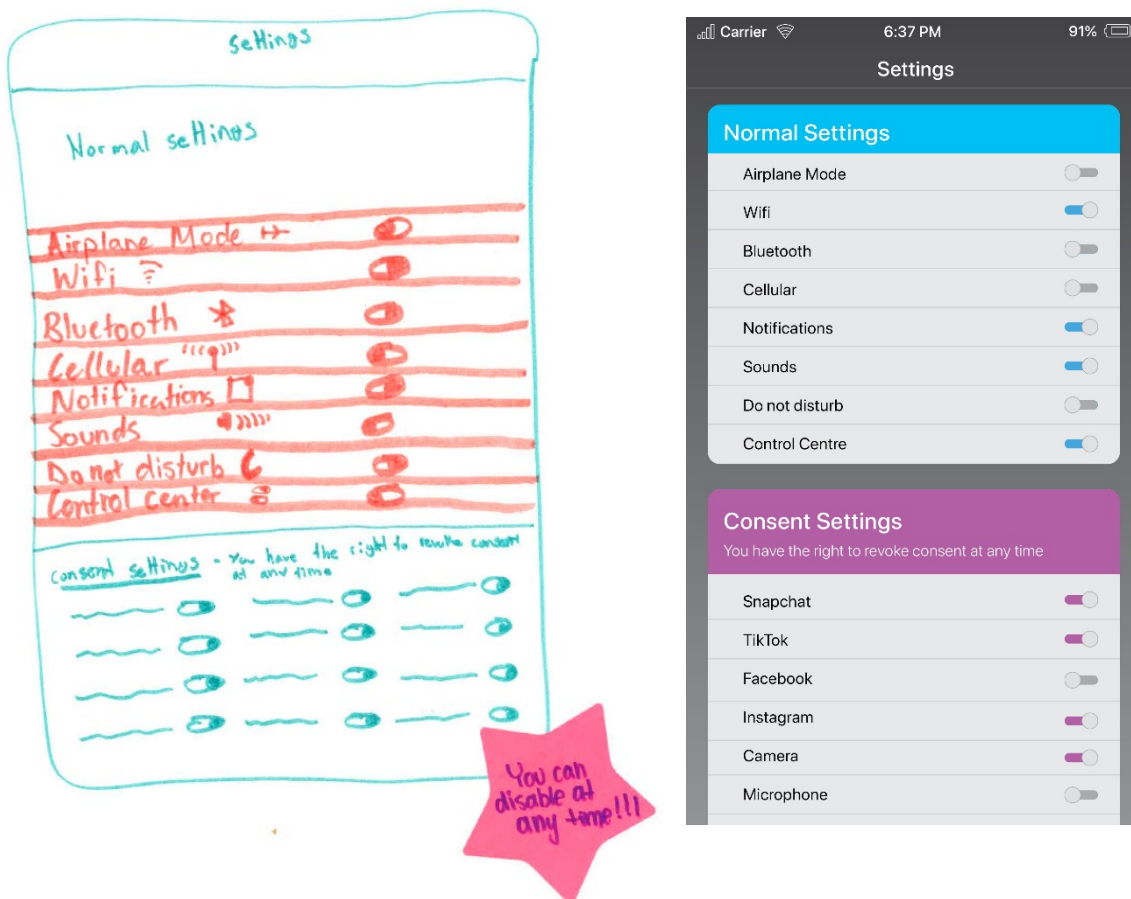 Settings
Normal settings
Airplane Mode
Wifi
Bluetooth
Cellular
Notifications
Sounds
Do not disturb
Control center
Consent settings - You have the right to revoke consent
at any time
You can
disable at
any time!!!
Carrier 6:37 PM 91%
Settings
Normal Settings
Airplane Mode
Wifi
Bluetooth
Cellular
Notifications
Sounds
Do not disturb
Control Centre
Consent Settings
You have the right to revoke consent at any time
Snapchat
TikTok
Facebook
Instagram
Camera
Microphone